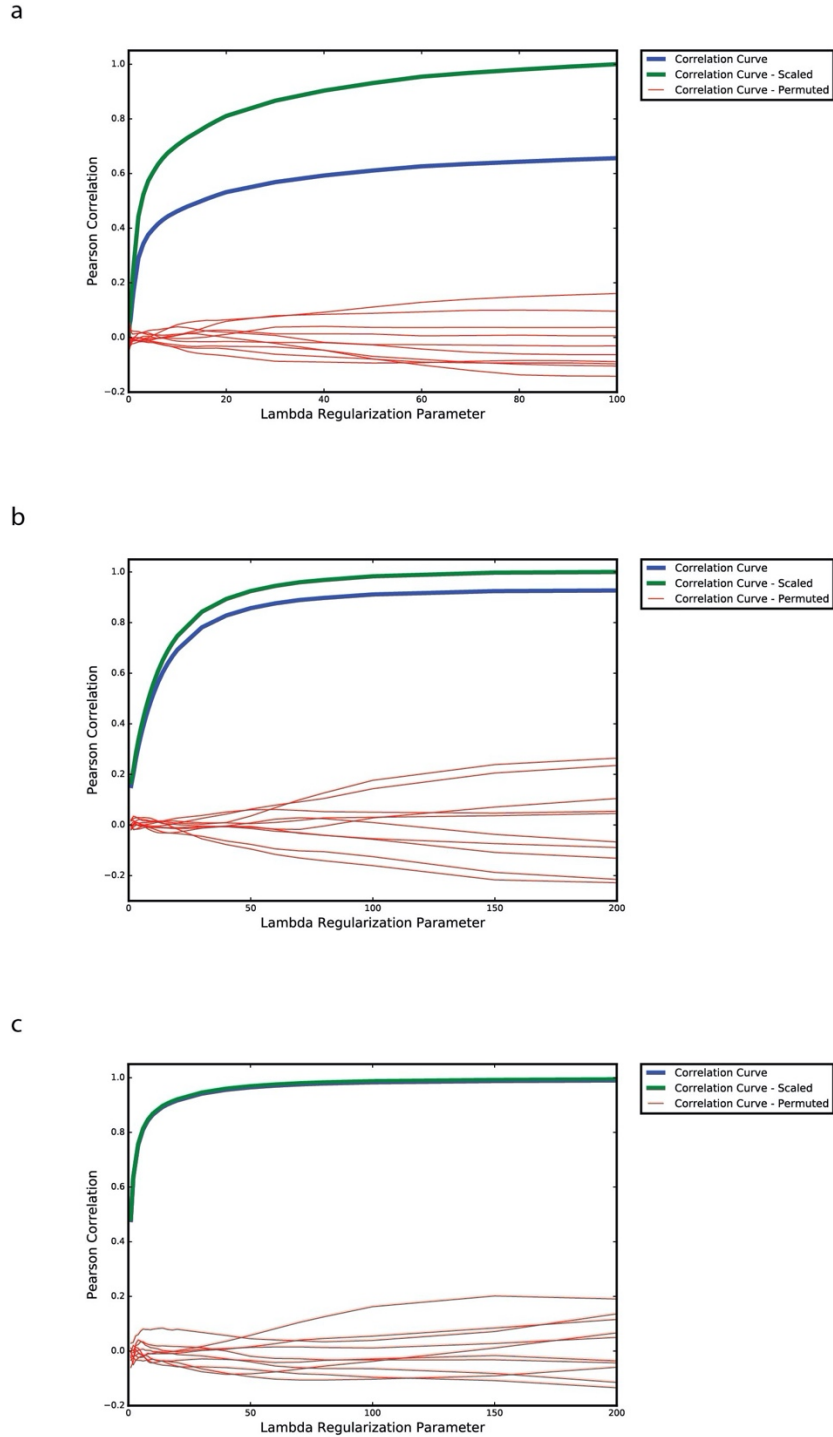 a
Correlation Curve
Correlation Curve - Scaled
Correlation Curve - Permuted
1.0
0.8
0.6
0.4
0.2
0.0
−0.2
Pearson Correlation
0 20 40 60 80 100
Lambda Regularization Parameter
b
Correlation Curve
Correlation Curve - Scaled
Correlation Curve - Permuted
1.0
0.8
0.6
0.4
0.2
0.0
−0.2
Pearson Correlation
0 50 100 150 200
Lambda Regularization Parameter
c
Correlation Curve
Correlation Curve - Scaled
Correlation Curve - Permuted
1.0
0.8
0.6
0.4
0.2
0.0
−0.2
Pearson Correlation
0 50 100 150 200
Lambda Regularization Parameter